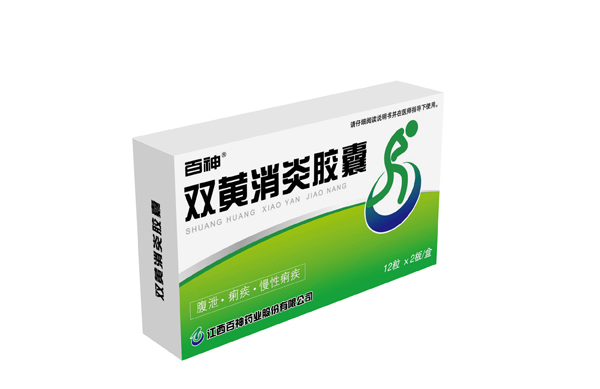 请仔细阅读说明书并在医师指导下使用。
百神®
双黄消炎胶囊
SHUANG HUANG XIAO YAN JIAO NANG
12粒 x 2板/盒
腹泄·痢疾·慢性痢疾
江西百神药业股份有限公司
双黄消炎胶囊